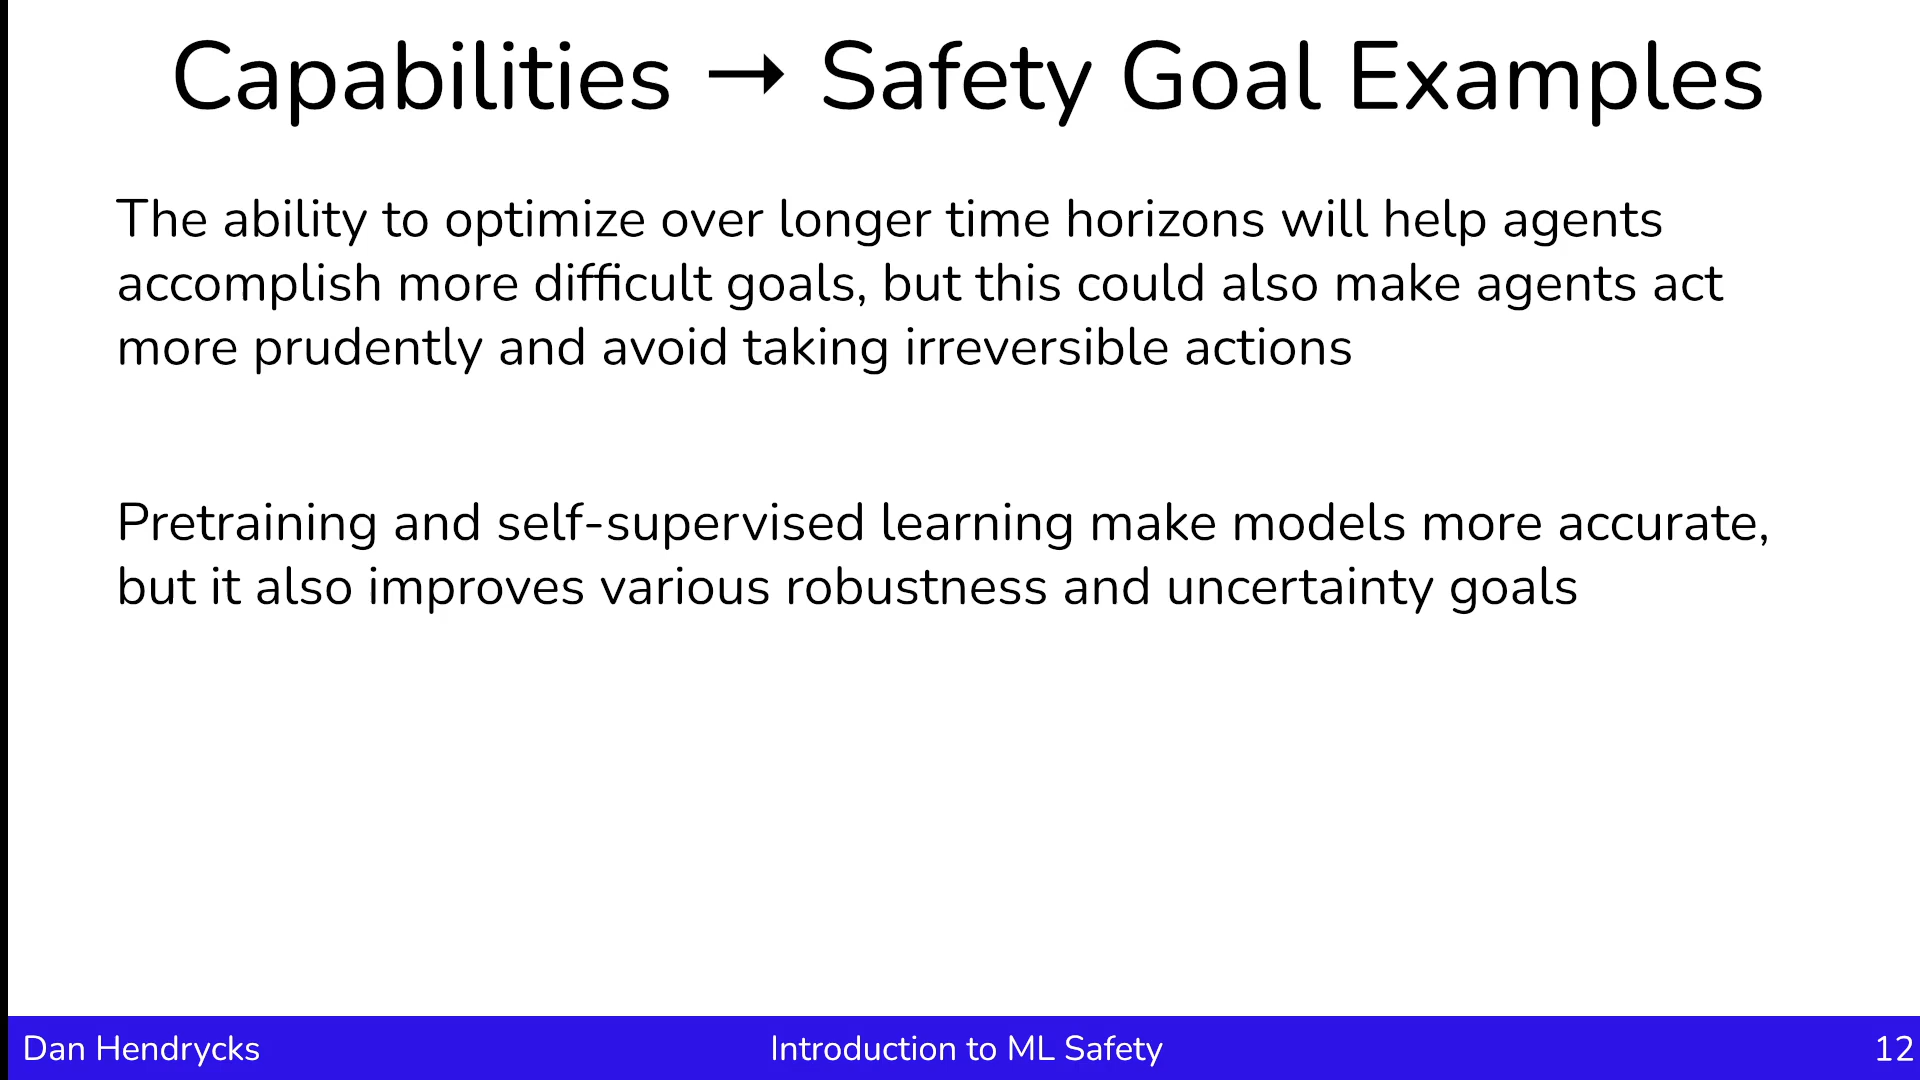 Capabilities → Safety Goal Examples
The ability to optimize over longer time horizons will help agents
accomplish more difficult goals, but this could also make agents act
more prudently and avoid taking irreversible actions
Pretraining and self-supervised learning make models more accurate,
but it also improves various robustness and uncertainty goals
Dan Hendrycks
Introduction to ML Safety
12